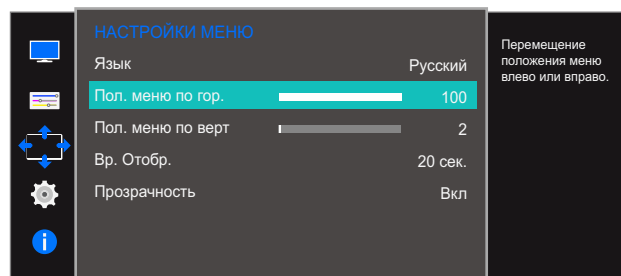 НАСТРОЙКИ МЕНЮ
Язык Русский
Пол. меню по гор. 100
Пол. меню по верт 2
Вр. Отобр. 20 сек.
Прозрачность Вкл
Перемещение
положения меню
влево или вправо.